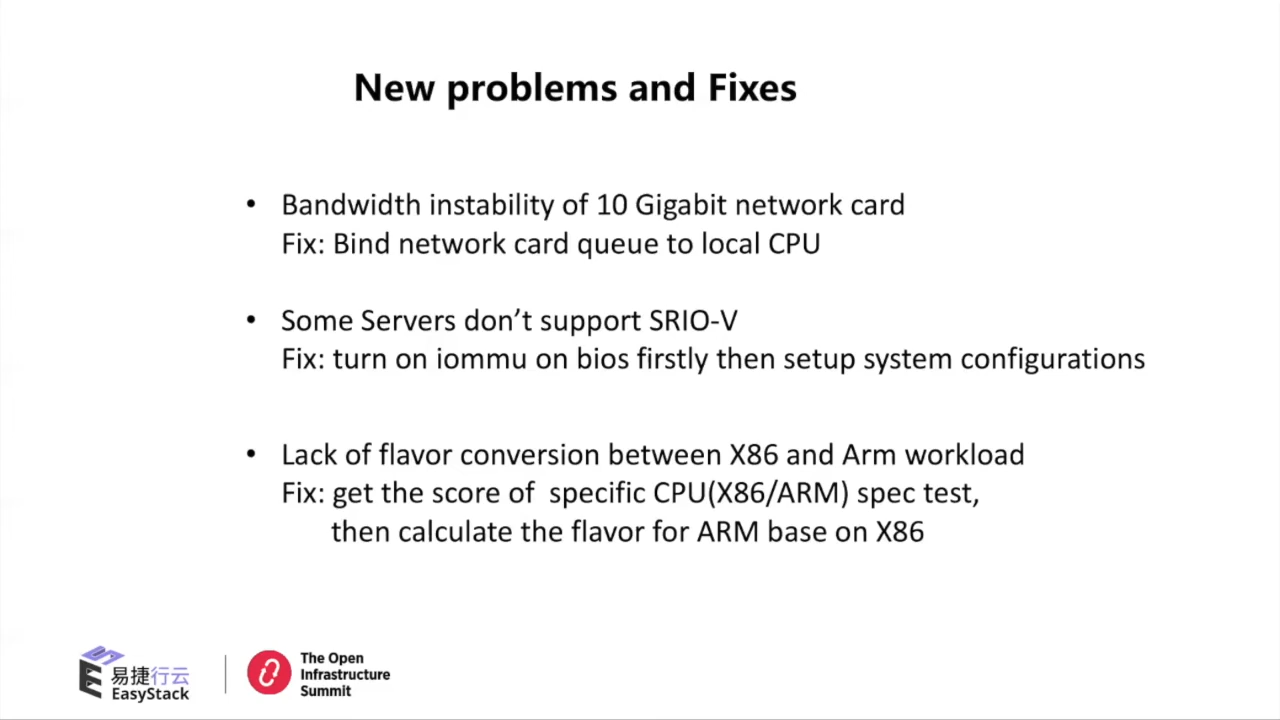 New problems and Fixes
• Bandwidth instability of 10 Gigabit network card
Fix: Bind network card queue to local CPU
• Some Servers don’t support SRIO-V
Fix: turn on iommu on bios firstly then setup system configurations
• Lack of flavor conversion between X86 and Arm workload
Fix: get the score of  specific CPU(X86/ARM) spec test,
then calculate the flavor for ARM base on X86
易捷行云
EasyStack
The Open
Infrastructure
Summit